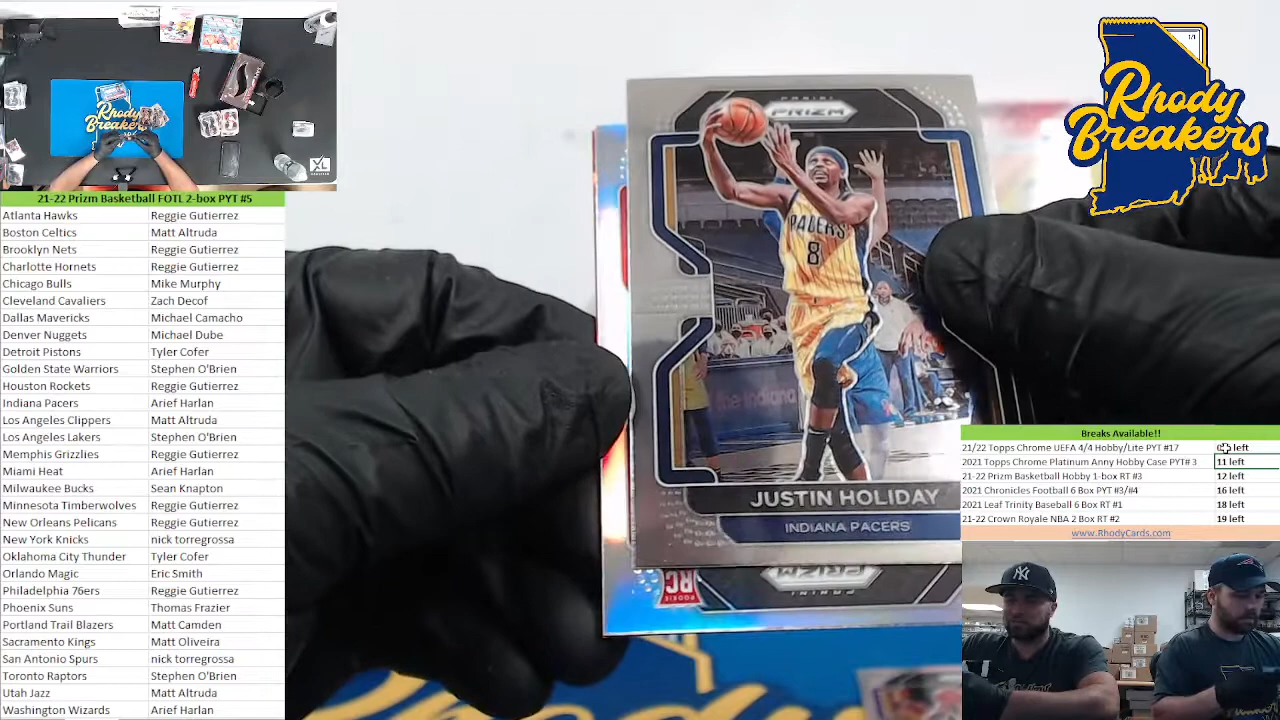 21-22 Prizm Basketball FOTL 2-box PYT #5
Atlanta Hawks Reggie Gutierrez
Boston Celtics Matt Altruda
Brooklyn Nets Reggie Gutierrez
Charlotte Hornets Reggie Gutierrez
Chicago Bulls Mike Murphy
Cleveland Cavaliers Zach Decof
Dallas Mavericks Michael Camacho
Denver Nuggets Michael Dube
Detroit Pistons Tyler Cofer
Golden State Warriors Stephen O'Brien
Houston Rockets Reggie Gutierrez
Indiana Pacers Arief Harlan
Los Angeles Clippers Matt Altruda
Los Angeles Lakers Stephen O'Brien
Memphis Grizzlies Reggie Gutierrez
Miami Heat Arief Harlan
Milwaukee Bucks Sean Knapton
Minnesota Timberwolves Reggie Gutierrez
New Orleans Pelicans Reggie Gutierrez
New York Knicks nick torregrossa
Oklahoma City Thunder Tyler Cofer
Orlando Magic Eric Smith
Philadelphia 76ers Reggie Gutierrez
Phoenix Suns Thomas Frazier
Portland Trail Blazers Matt Camden
Sacramento Kings Matt Oliveira
San Antonio Spurs nick torregrossa
Toronto Raptors Stephen O'Brien
Utah Jazz Matt Altruda
Washington Wizards Arief Harlan
Rhody
Breakers
XL
PANINI
PRIZM
PACERS
8
the indiana
JUSTIN HOLIDAY
INDIANA PACERS
RC
ROOKIE
PRIZM
PANINI
1/1
Rhody
Breakers
Breaks Available!!
21/22 Topps Chrome UEFA 4/4 Hobby/Lite PYT #17 left
2021 Topps Chrome Platinum Anny Hobby Case PYT# 3 11 left
21-22 Prizm Basketball Hobby 1-box RT #3 12 left
2021 Chronicles Football 6 Box PYT #3/#4 16 left
2021 Leaf Trinity Baseball 6 Box RT #1 18 left
21-22 Crown Royale NBA 2 Box RT #2 19 left
www.RhodyCards.com